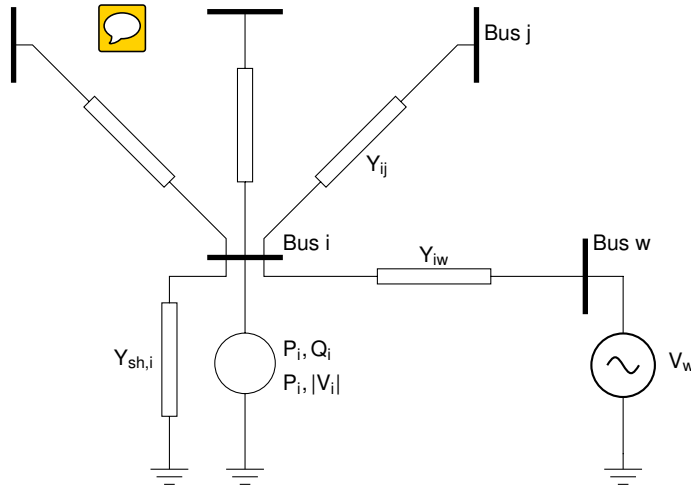 Bus j
Y_ij
Bus i
Bus w
Y_iw
Y_sh,i
P_i, Q_i
P_i, |V_i|
V_w